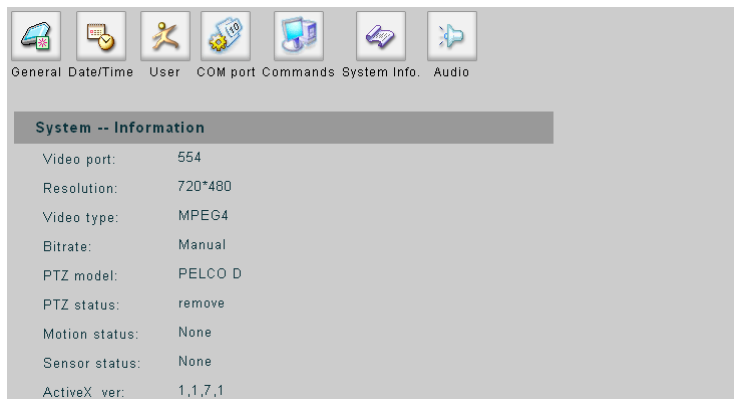 General Date/Time User COM port Commands System Info. Audio
System -- Information
Video port: 554
Resolution: 720*480
Video type: MPEG4
Bitrate: Manual
PTZ model: PELCO D
PTZ status: remove
Motion status: None
Sensor status: None
ActiveX ver: 1,1,7,1